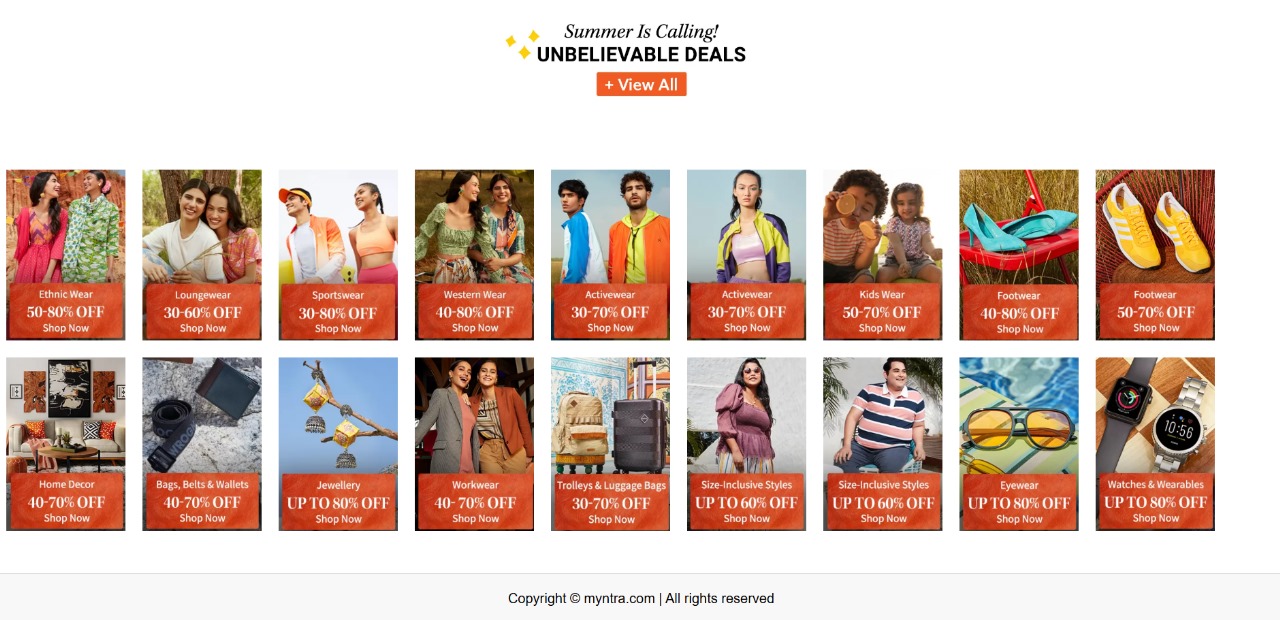 Summer Is Calling!
UNBELIEVABLE DEALS
+ View All
Ethnic Wear
50-80% OFF
Shop Now
Loungewear
30-60% OFF
Shop Now
Sportswear
30-80% OFF
Shop Now
Western Wear
40-80% OFF
Shop Now
Activewear
30-70% OFF
Shop Now
Activewear
30-70% OFF
Shop Now
Kids Wear
50-70% OFF
Shop Now
Footwear
40-80% OFF
Shop Now
Footwear
50-70% OFF
Shop Now
Home Decor
40-70% OFF
Shop Now
Bags, Belts & Wallets
40-70% OFF
Shop Now
Jewellery
UP TO 80% OFF
Shop Now
Workwear
40- 70% OFF
Shop Now
Trolleys & Luggage Bags
30-70% OFF
Shop Now
Size-Inclusive Styles
UP TO 60% OFF
Shop Now
Size-Inclusive Styles
UP TO 60% OFF
Shop Now
Eyewear
UP TO 80% OFF
Shop Now
10:56
Watches & Wearables
UP TO 80% OFF
Shop Now
Copyright © myntra.com | All rights reserved